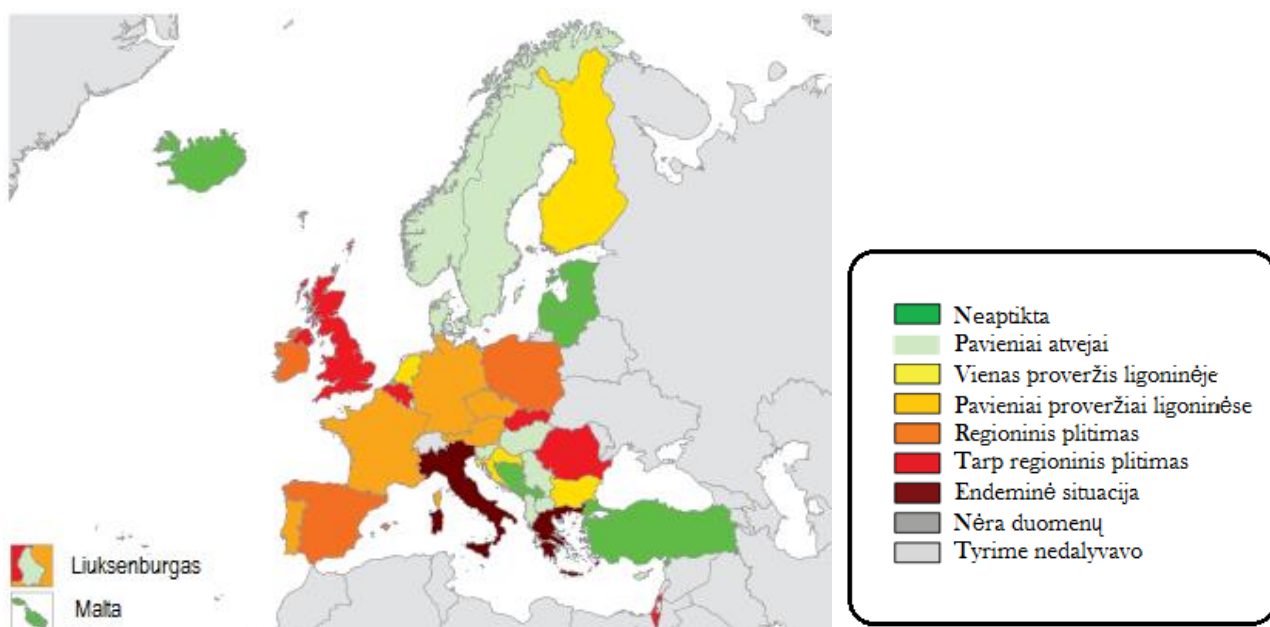 Neaptikta
Pavieniai atvejai
Vienas proveržis ligoninėje
Pavieniai proveržiai ligoninėse
Regioninis plitimas
Tarp regioninis plitimas
Endeminė situacija
Nėra duomenų
Tyrime nedalyvavo
Liuksenburgas
Malta